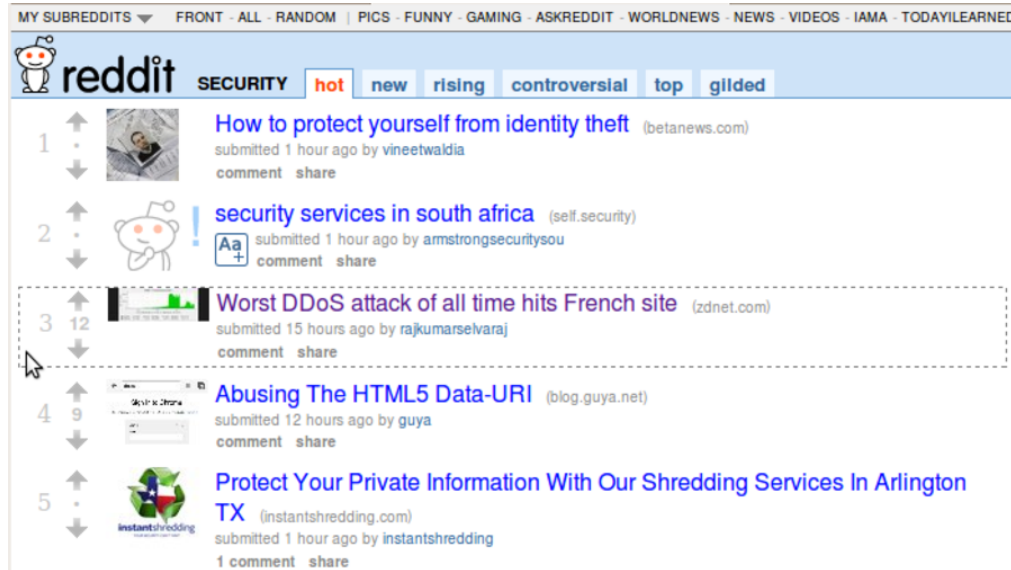 MY SUBREDDITS FRONT - ALL - RANDOM | PICS - FUNNY - GAMING - ASKREDDIT - WORLDNEWS - NEWS - VIDEOS - IAMA - TODAYILEARNED
reddit SECURITY hot new rising controversial top gilded
1
How to protect yourself from identity theft (betanews.com)
submitted 1 hour ago by vineetwaldia
comment share
2
security services in south africa (self.security)
Aa+ submitted 1 hour ago by armstrongsecuritysou
comment share
3 12
Worst DDoS attack of all time hits French site (zdnet.com)
submitted 15 hours ago by rajkumarselvaraj
comment share
4 9
Sign in to Chrome
Abusing The HTML5 Data-URI (blog.guya.net)
submitted 12 hours ago by guya
comment share
5
instantshredding
Protect Your Private Information With Our Shredding Services In Arlington
TX (instantshredding.com)
submitted 1 hour ago by instantshredding
1 comment share